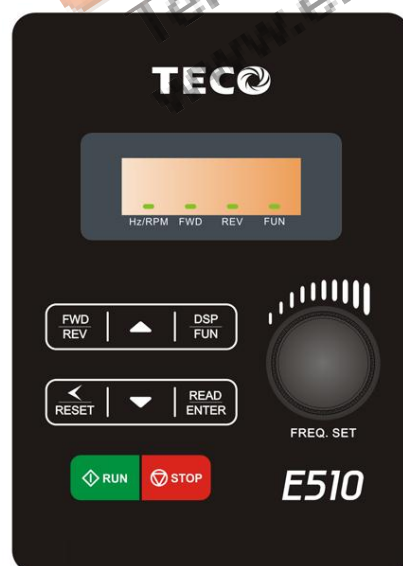 TECO
Hz/RPM FWD REV FUN
FWD
REV
DSP
FUN
RESET
READ
ENTER
FREQ. SET
RUN
STOP
E510